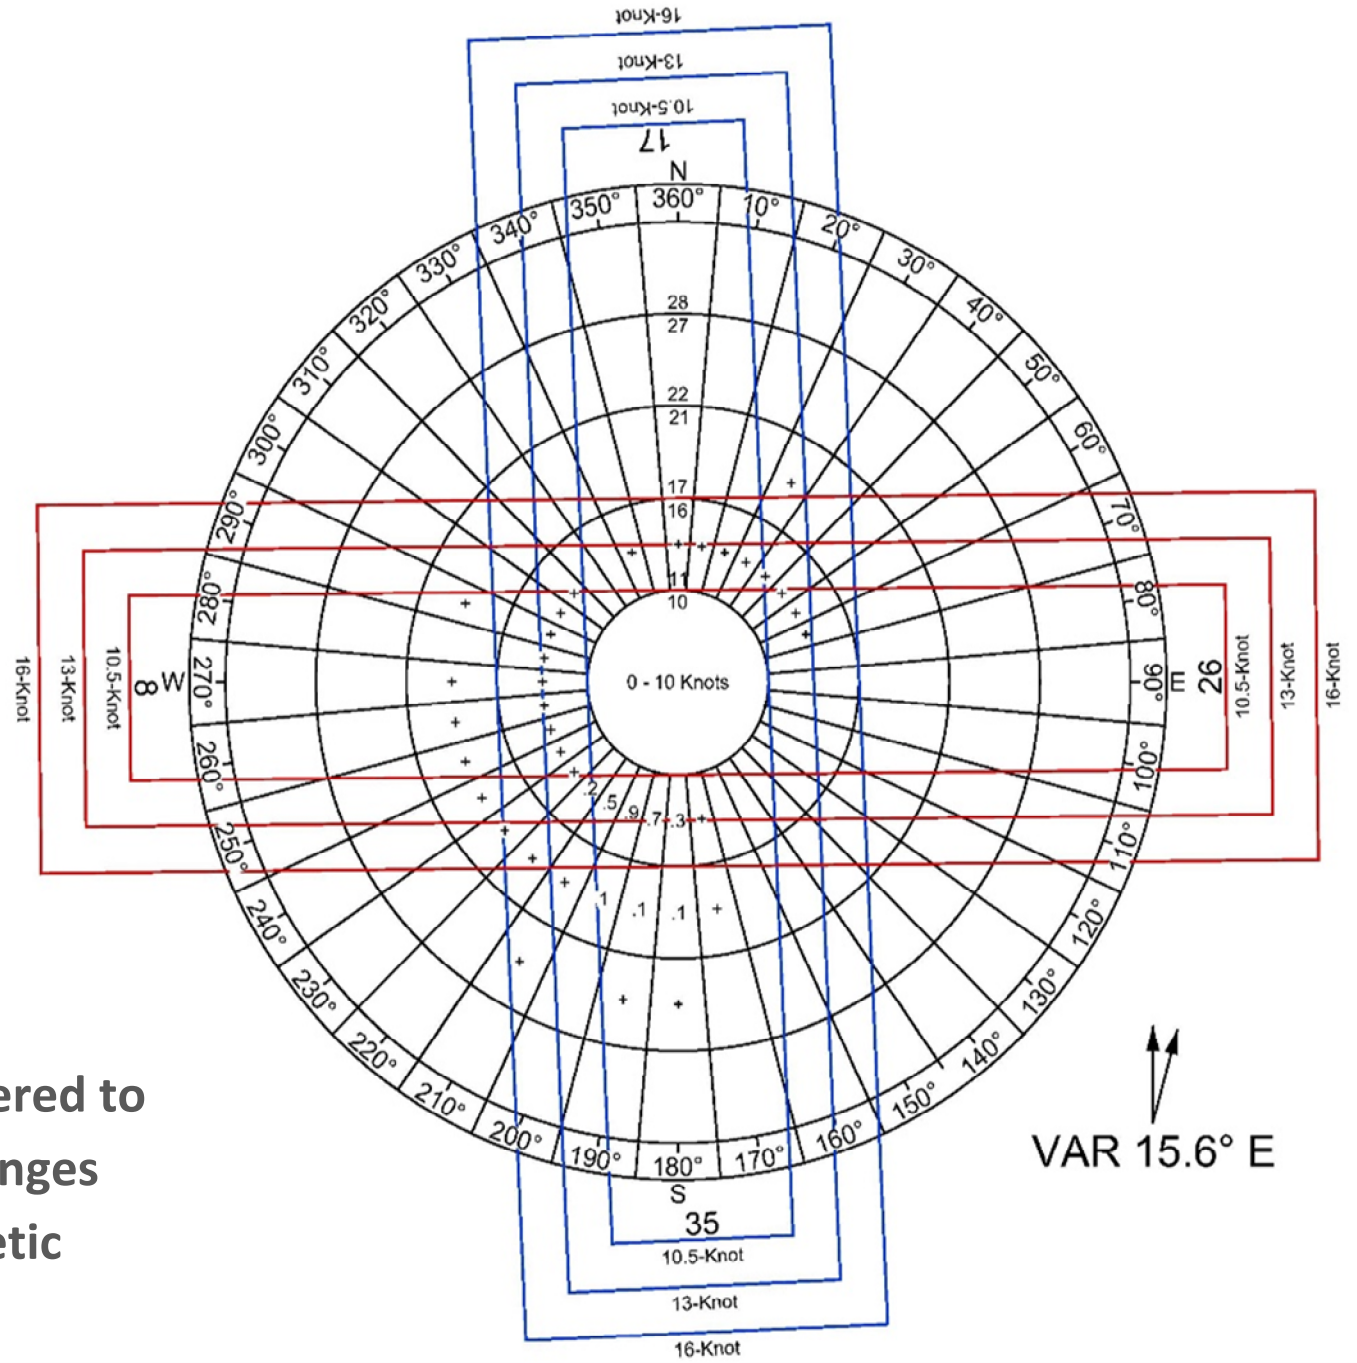 16-Knot
13-Knot
10.5-Knot
17
N
360°
10°
20°
30°
40°
50°
60°
70°
80°
90°
100°
110°
120°
130°
140°
150°
160°
170°
180°
190°
200°
210°
220°
230°
240°
250°
260°
270°
280°
290°
300°
310°
320°
330°
340°
350°
28
27
22
21
17
16
11
10
0 - 10 Knots
16-Knot
13-Knot
10.5-Knot
8
W
E
26
10.5-Knot
13-Knot
16-Knot
.2
.5
.9
.7
.3
.1
.1
.1
S
35
10.5-Knot
13-Knot
16-Knot
VAR 15.6° E
ered to
nges
etic